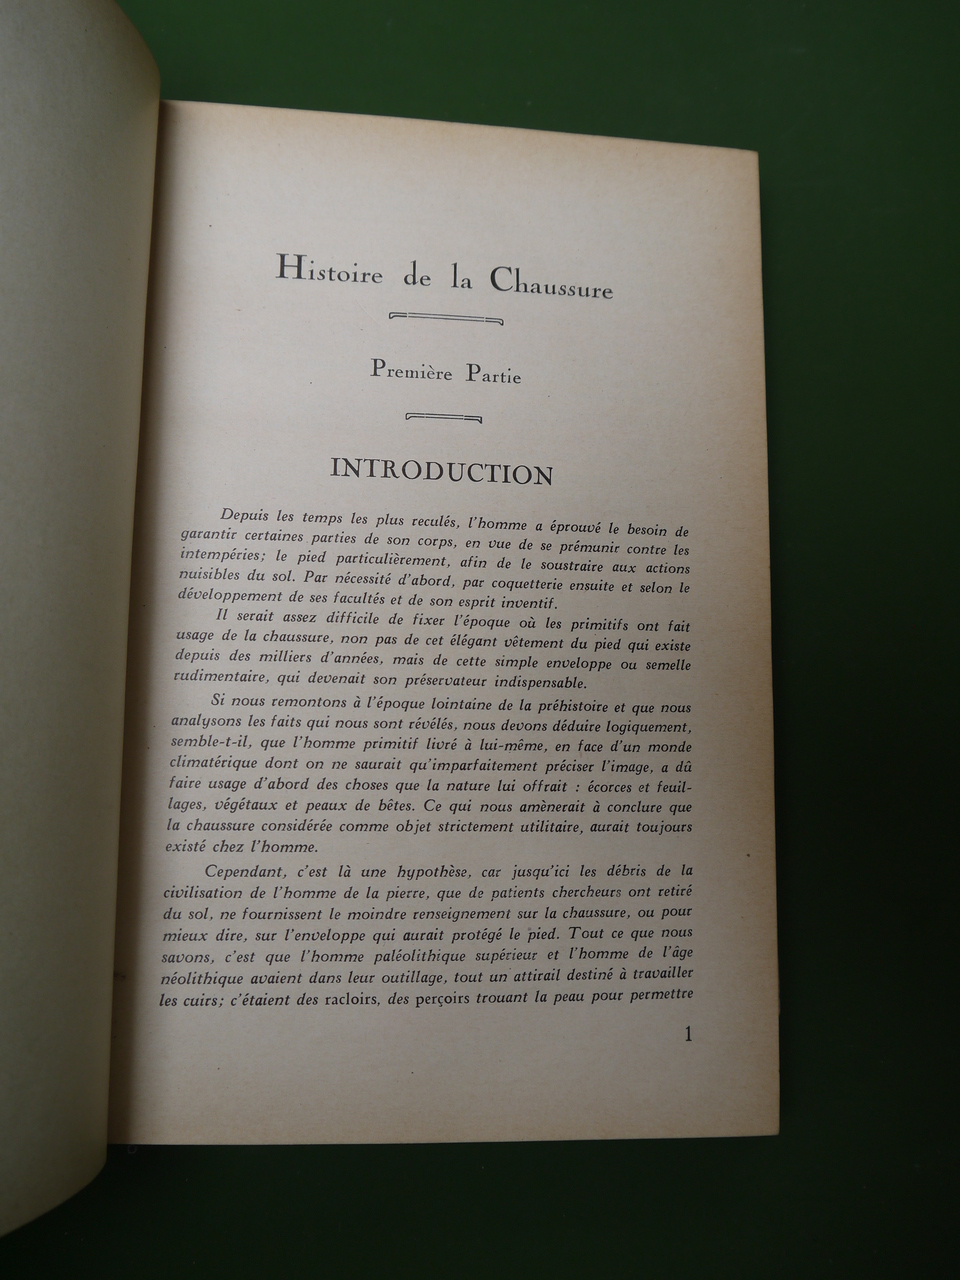 Histoire de la Chaussure
Première Partie
INTRODUCTION
Depuis les temps les plus reculés, l'homme a éprouvé le besoin de
garantir certaines parties de son corps, en vue de se prémunir contre les
intempéries; le pied particulièrement, afin de le soustraire aux actions
nuisibles du sol. Par nécessité d'abord, par coquetterie ensuite et selon le
développement de ses facultés et de son esprit inventif.
Il serait assez difficile de fixer l'époque où les primitifs ont fait
usage de la chaussure, non pas de cet élégant vêtement du pied qui existe
depuis des milliers d'années, mais de cette simple enveloppe ou semelle
rudimentaire, qui devenait son préservateur indispensable.
Si nous remontons à l'époque lointaine de la préhistoire et que nous
analysons les faits qui nous sont révélés, nous devons déduire logiquement,
semble-t-il, que l'homme primitif livré à lui-même, en face d'un monde
climatérique dont on ne saurait qu'imparfaitement préciser l'image, a dû
faire usage d'abord des choses que la nature lui offrait : écorces et feuil-
lages, végétaux et peaux de bêtes. Ce qui nous amènerait à conclure que
la chaussure considérée comme objet strictement utilitaire, aurait toujours
existé chez l'homme.
Cependant, c'est là une hypothèse, car jusqu'ici les débris de la
civilisation de l'homme de la pierre, que de patients chercheurs ont retiré
du sol, ne fournissent le moindre renseignement sur la chaussure, ou pour
mieux dire, sur l'enveloppe qui aurait protégé le pied. Tout ce que nous
savons, c'est que l'homme paléolithique supérieur et l'homme de l'âge
néolithique avaient dans leur outillage, tout un attirail destiné à travailler
les cuirs; c'étaient des racloirs, des perçoirs trouant la peau pour permettre
1